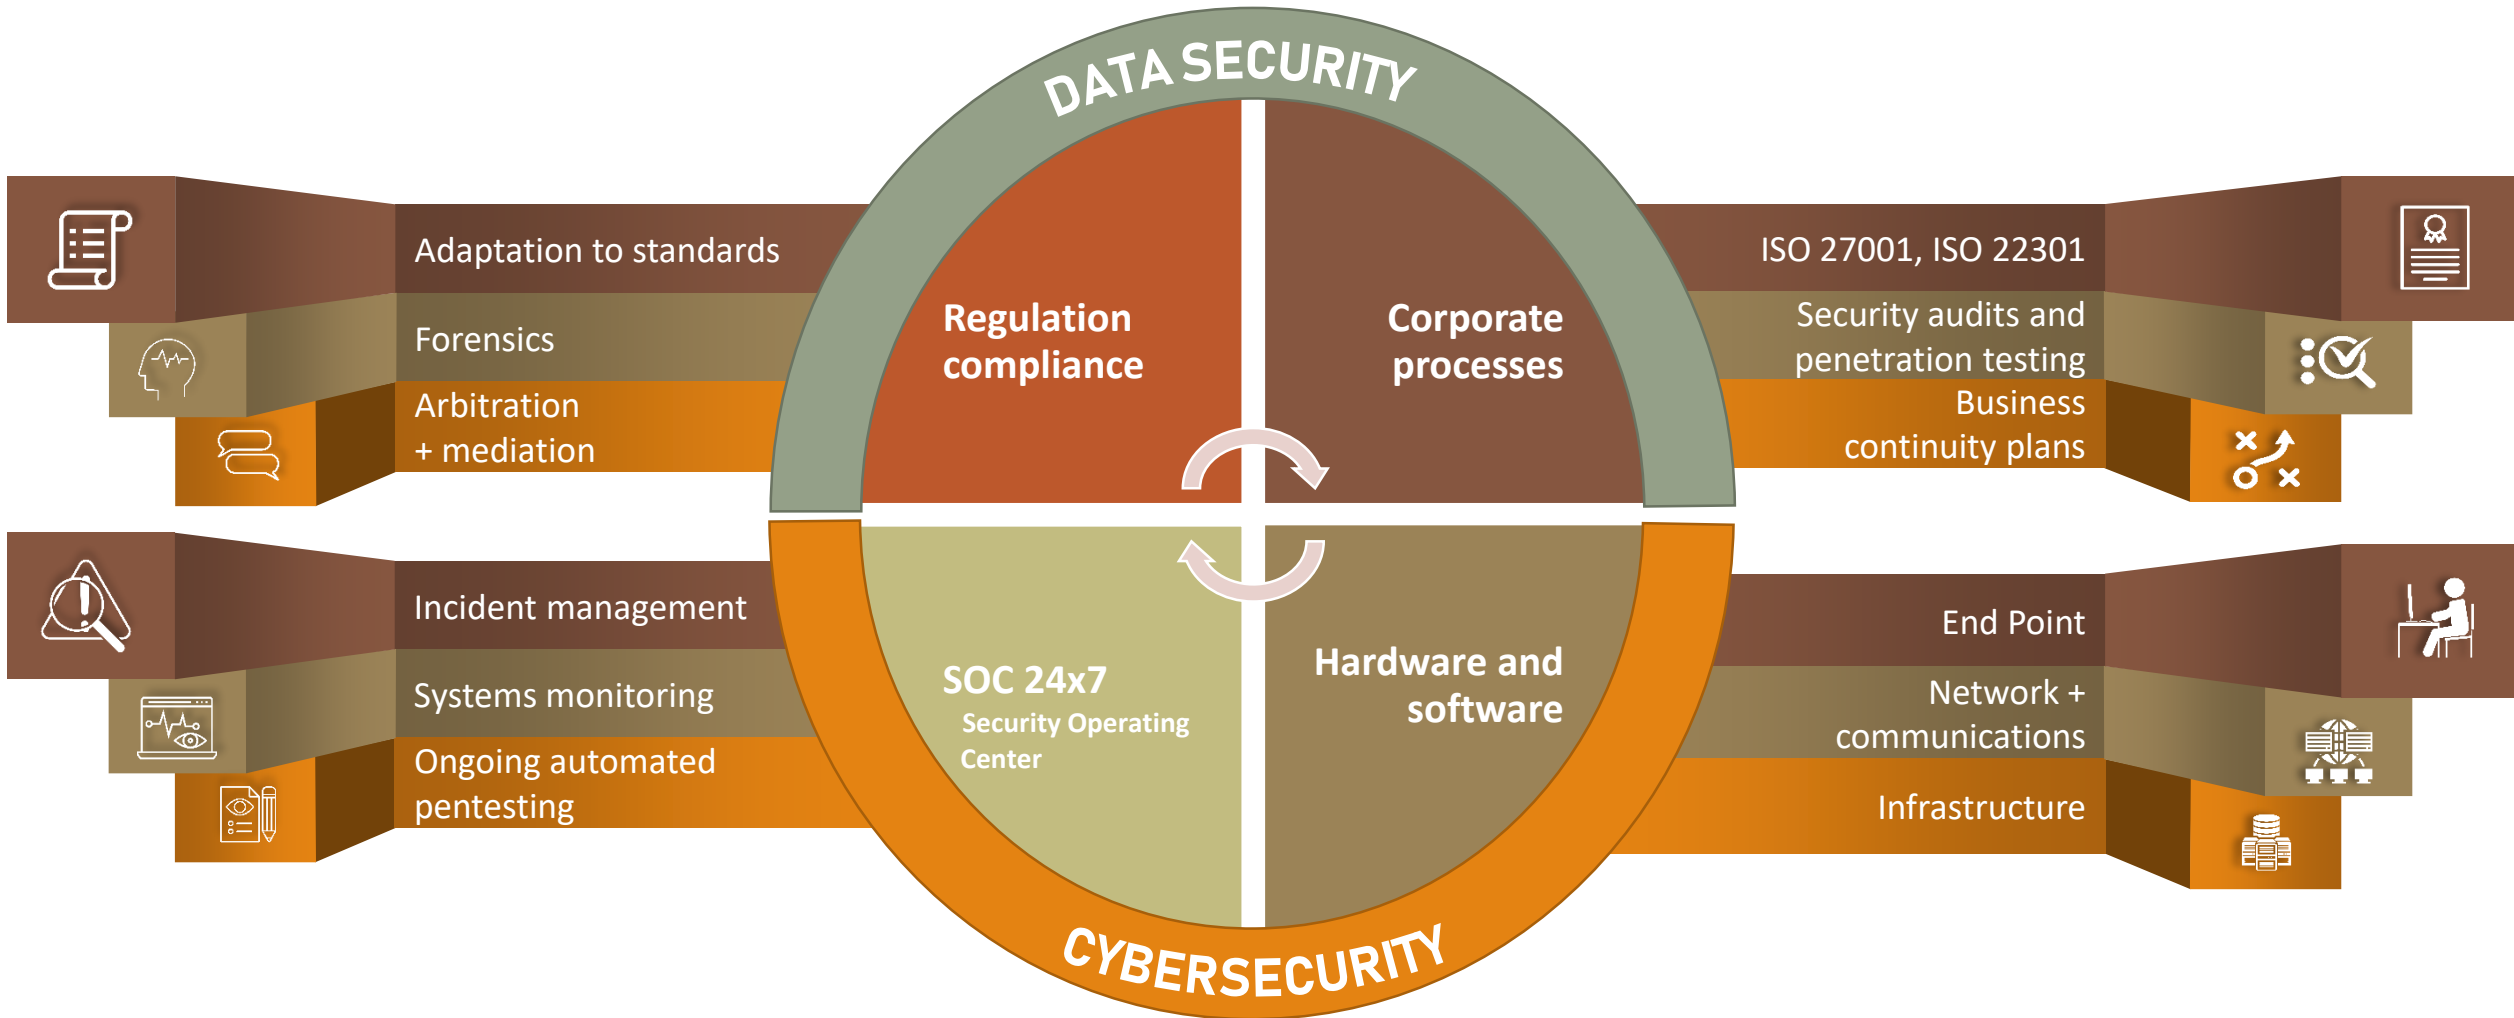 DATA SECURITY
Adaptation to standards
Forensics
Arbitration
+ mediation
Regulation
compliance
Corporate
processes
ISO 27001, ISO 22301
Security audits and
penetration testing
Business
continuity plans
Incident management
Systems monitoring
Ongoing automated
pentesting
SOC 24x7
Security Operating
Center
Hardware and
software
End Point
Network +
communications
Infrastructure
CYBERSECURITY